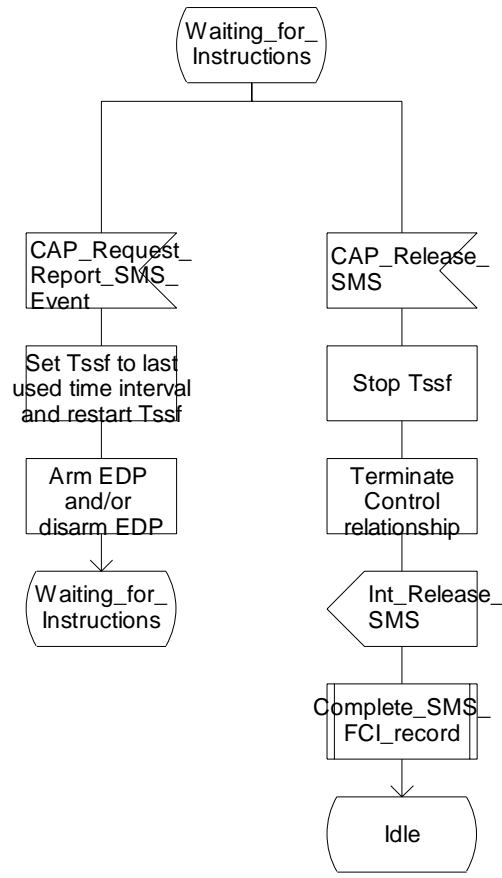 Waiting_for_
Instructions
CAP_Request_
Report_SMS_
Event
Set Tssf to last
used time interval
and restart Tssf
Arm EDP
and/or
disarm EDP
Waiting_for_
Instructions
CAP_Release_
SMS
Stop Tssf
Terminate
Control
relationship
Int_Release_
SMS
Complete_SMS_
FCI_record
Idle